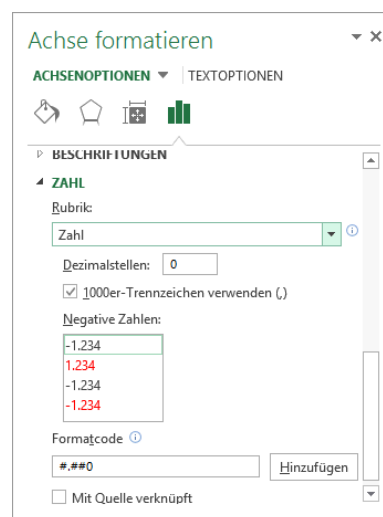 Achse formatieren
ACHSENOPTIONEN TEXTOPTIONEN
BESCHRIFTUNGEN
ZAHL
Rubrik:
Zahl
Dezimalstellen: 0
1000er-Trennzeichen verwenden (,)
Negative Zahlen:
-1.234
1.234
-1.234
-1.234
Formatcode
#.##0 Hinzufügen
Mit Quelle verknüpft